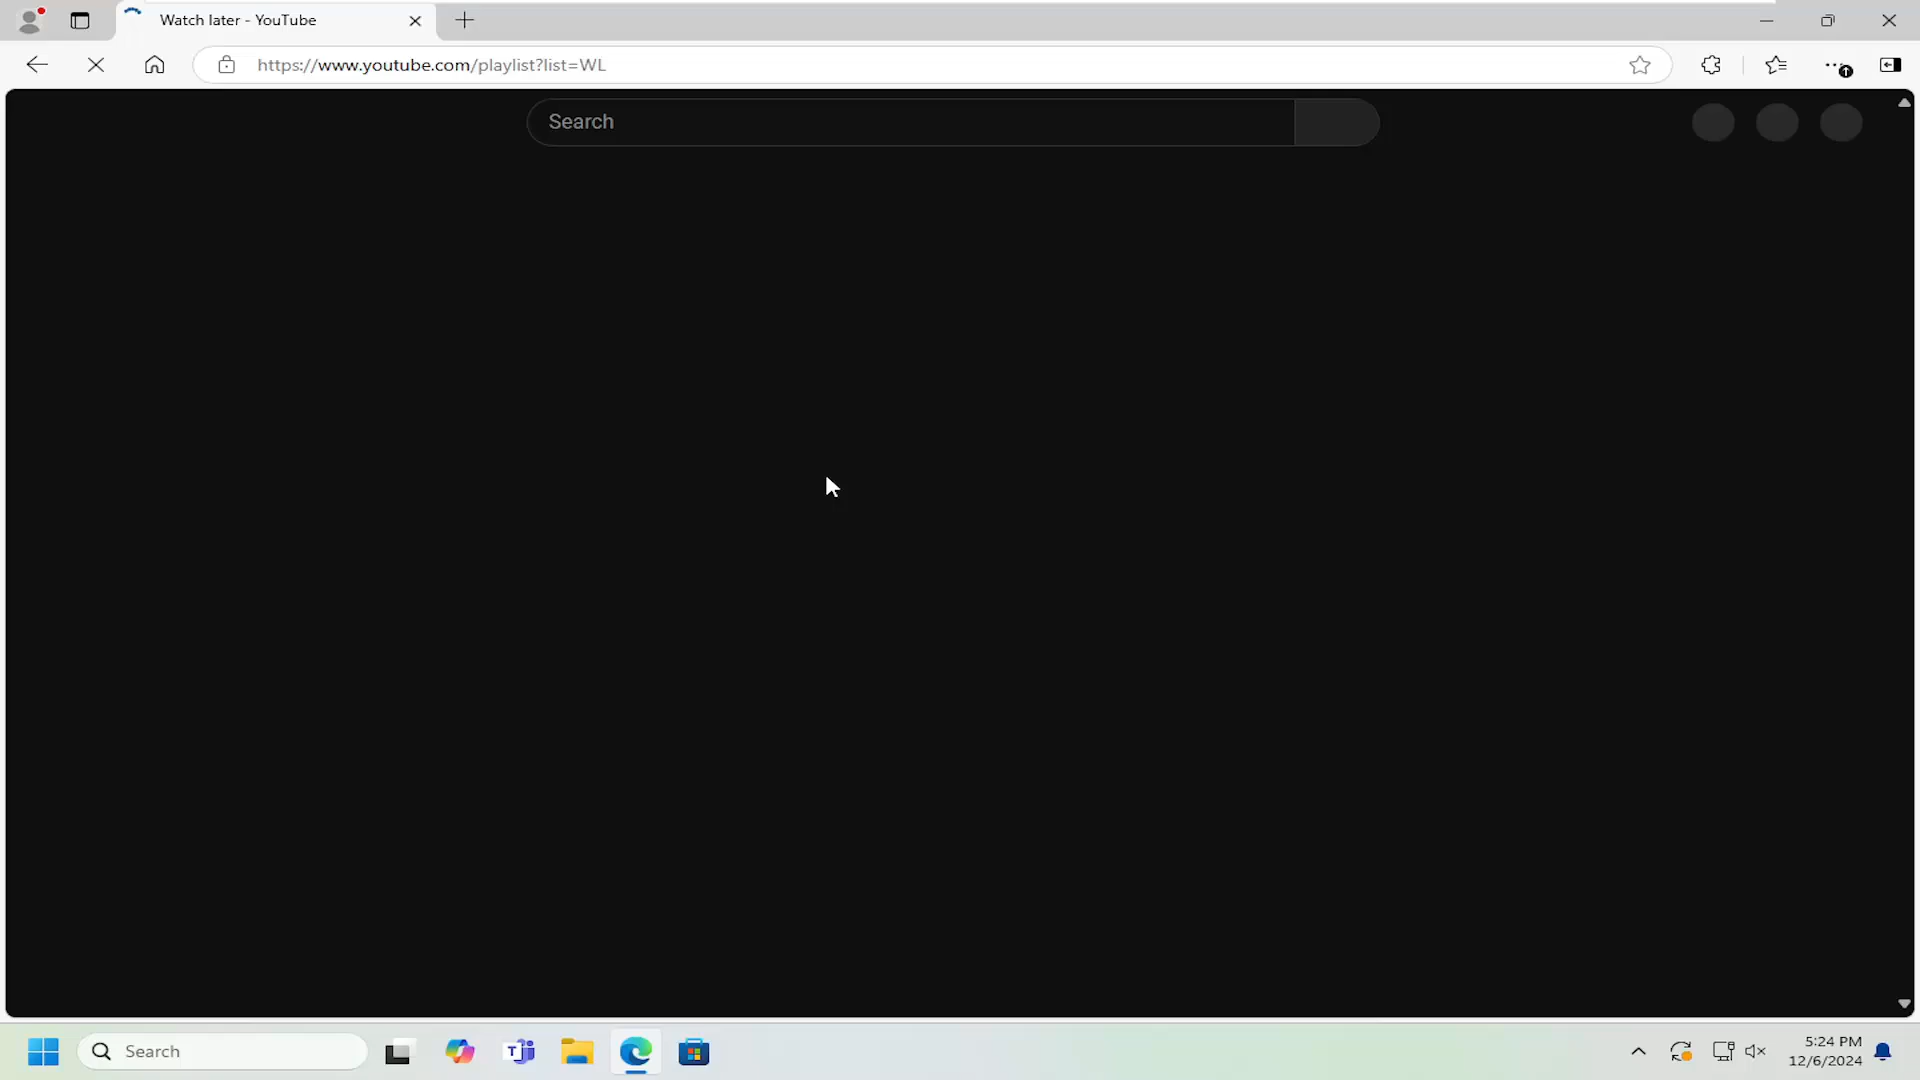 Watch later - YouTube
https://www.youtube.com/playlist?list=WL
Search
Search
5:24 PM
12/6/2024